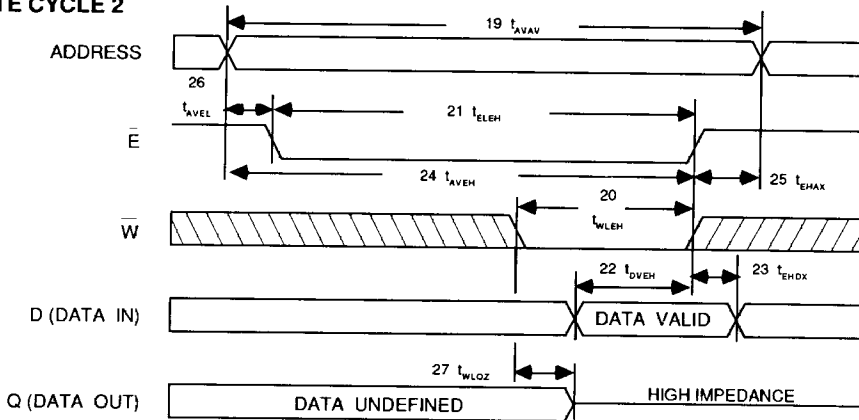 TE CYCLE 2
19 tAVAV
ADDRESS
26
tAVEL
21 tELEH
E
24 tAVEH
25 tEHAX
20
tWLEH
W
22 tDVEH
23 tEHDX
D (DATA IN)
DATA VALID
27 tWLQZ
Q (DATA OUT)
DATA UNDEFINED
HIGH IMPEDANCE